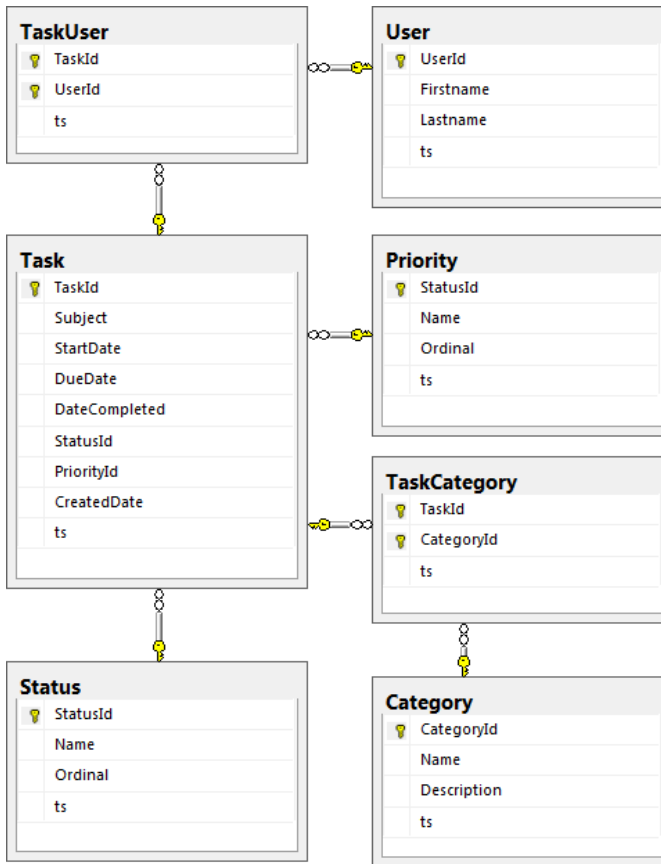 TaskUser
TaskId
UserId
ts
User
UserId
Firstname
Lastname
ts
Task
TaskId
Subject
StartDate
DueDate
DateCompleted
StatusId
PriorityId
CreatedDate
ts
Priority
StatusId
Name
Ordinal
ts
TaskCategory
TaskId
CategoryId
ts
Status
StatusId
Name
Ordinal
ts
Category
CategoryId
Name
Description
ts